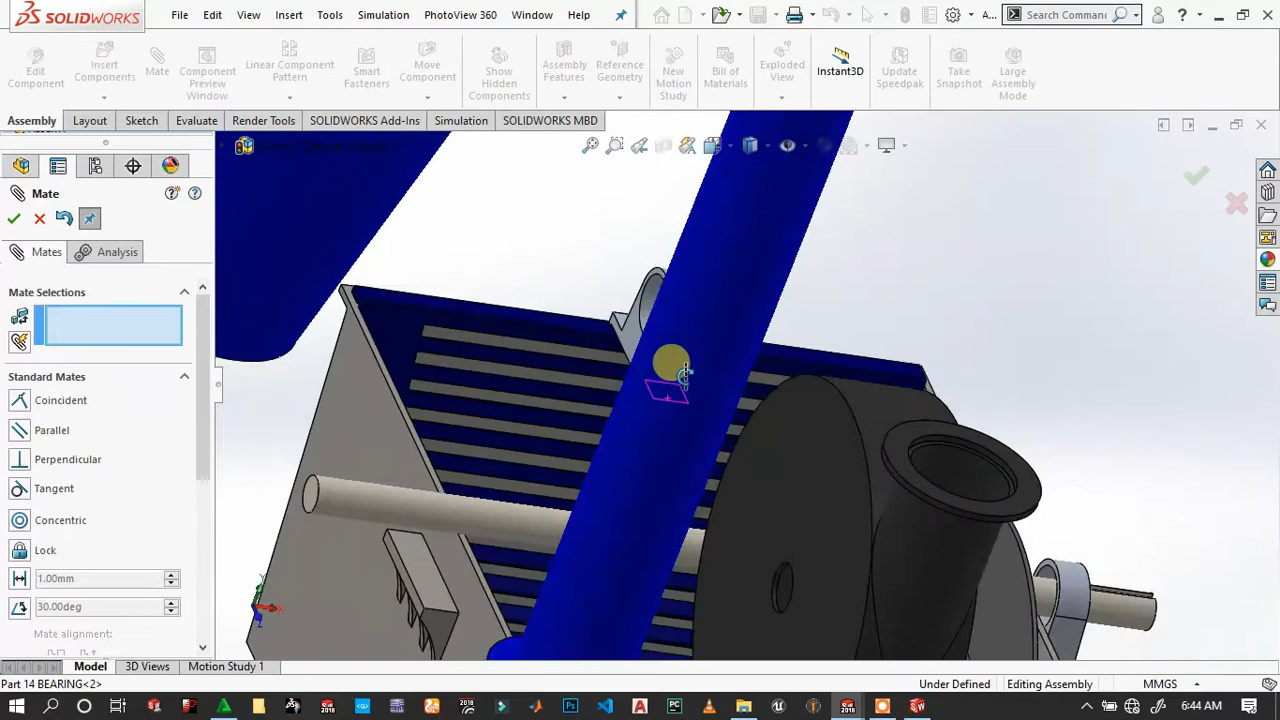 SOLIDWORKS File Edit View Insert Tools Simulation PhotoView 360 Window Help A... Search Comman
Edit Component
Insert Components
Mate
Component Preview Window
Linear Component Pattern
Smart Fasteners
Move Component
Show Hidden Components
Assembly Features
Reference Geometry
New Motion Study
Bill of Materials
Exploded View
Instant3D
Update Speedpak
Take Snapshot
Large Assembly Mode
Assembly Layout Sketch Evaluate Render Tools SOLIDWORKS Add-Ins Simulation SOLIDWORKS MBD
Mate
Mates Analysis
Mate Selections
Standard Mates
Coincident
Parallel
Perpendicular
Tangent
Concentric
Lock
1.00mm
30.00deg
Mate alignment:
Model 3D Views Motion Study 1
Part 14 BEARING<2> Under Defined Editing Assembly MMGS
6:44 AM